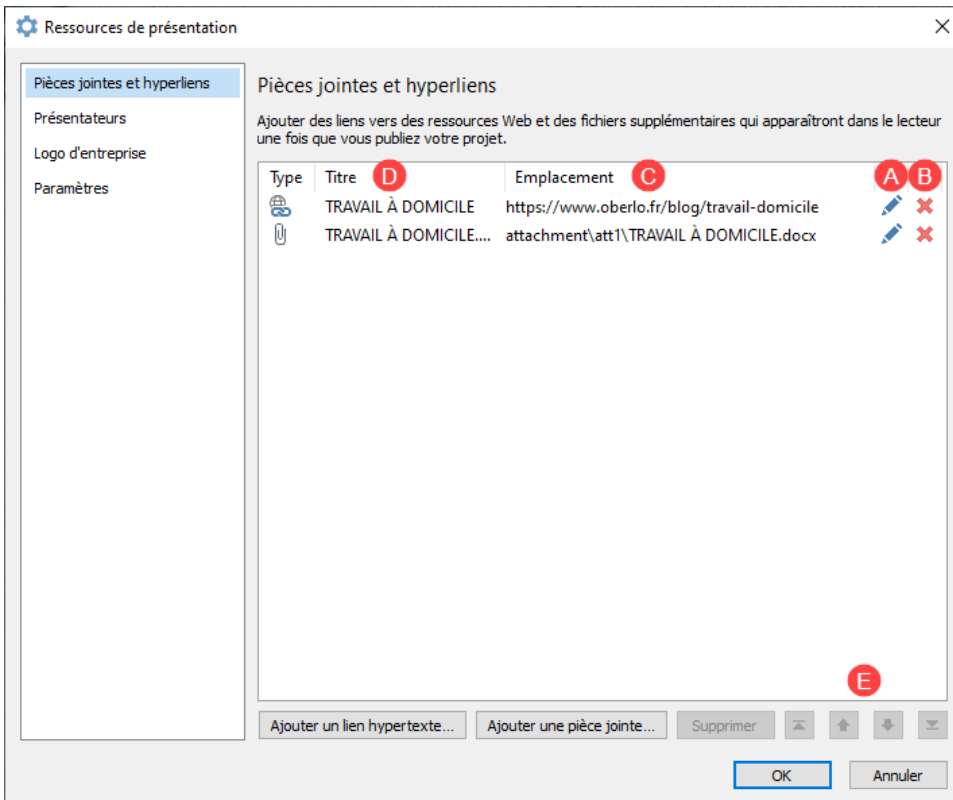 Ressources de présentation
Pièces jointes et hyperliens
Présentateurs
Logo d'entreprise
Paramètres
Pièces jointes et hyperliens
Ajouter des liens vers des ressources Web et des fichiers supplémentaires qui apparaîtront dans le lecteur
une fois que vous publiez votre projet.
Type Titre D Emplacement C A B
TRAVAIL À DOMICILE https://www.oberlo.fr/blog/travail-domicile
TRAVAIL À DOMICILE.... attachment\att1\TRAVAIL À DOMICILE.docx
E
Ajouter un lien hypertexte... Ajouter une pièce jointe... Supprimer
OK Annuler